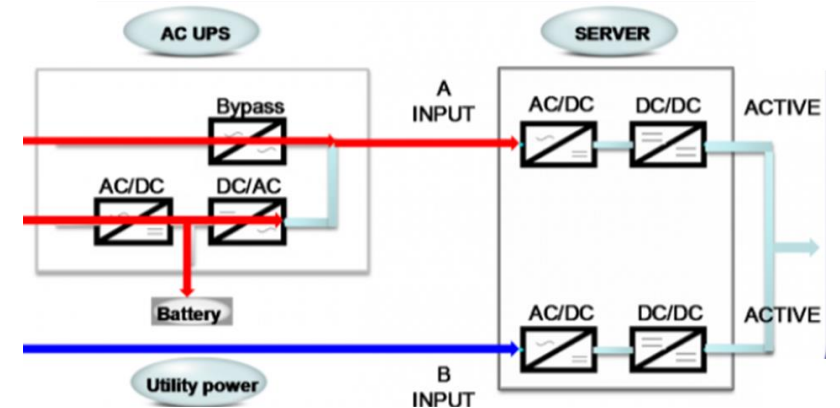 AC UPS
SERVER
Bypass
A
INPUT
AC/DC
DC/DC
ACTIVE
AC/DC
DC/AC
Battery
AC/DC
DC/DC
ACTIVE
Utility power
B
INPUT